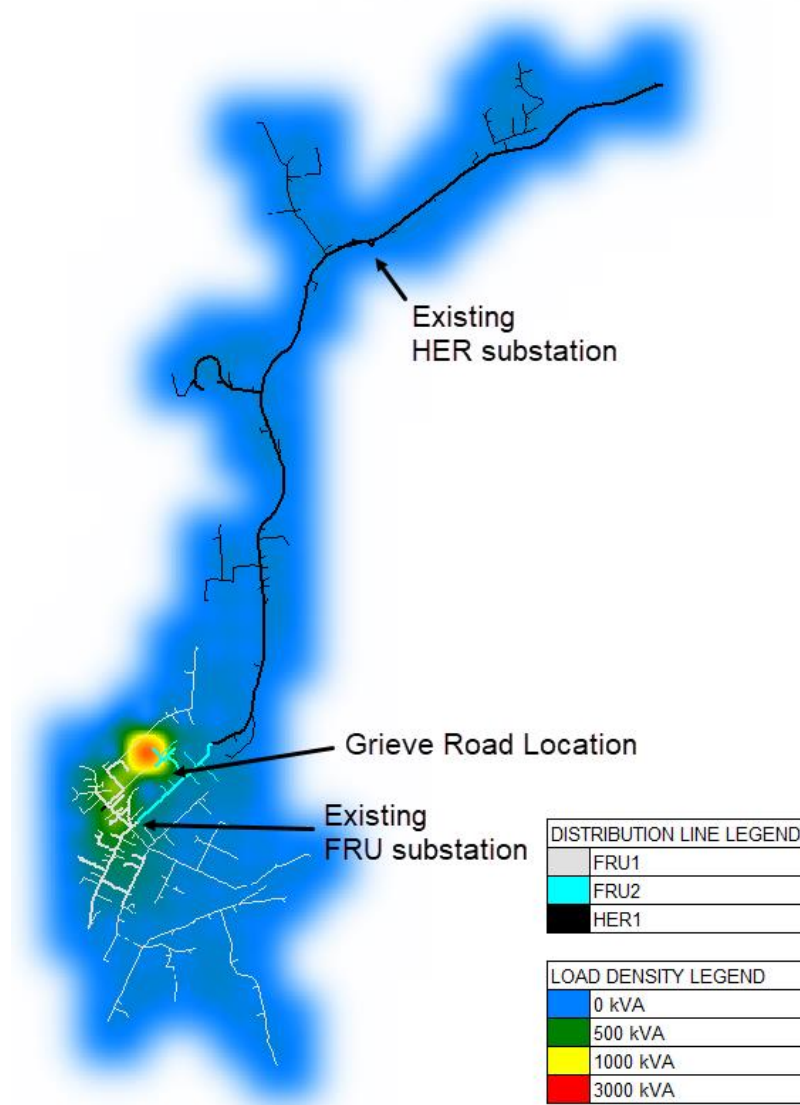 Existing
HER substation
Grieve Road Location
Existing
FRU substation
DISTRIBUTION LINE LEGEND
FRU1
FRU2
HER1
LOAD DENSITY LEGEND
0 kVA
500 kVA
1000 kVA
3000 kVA